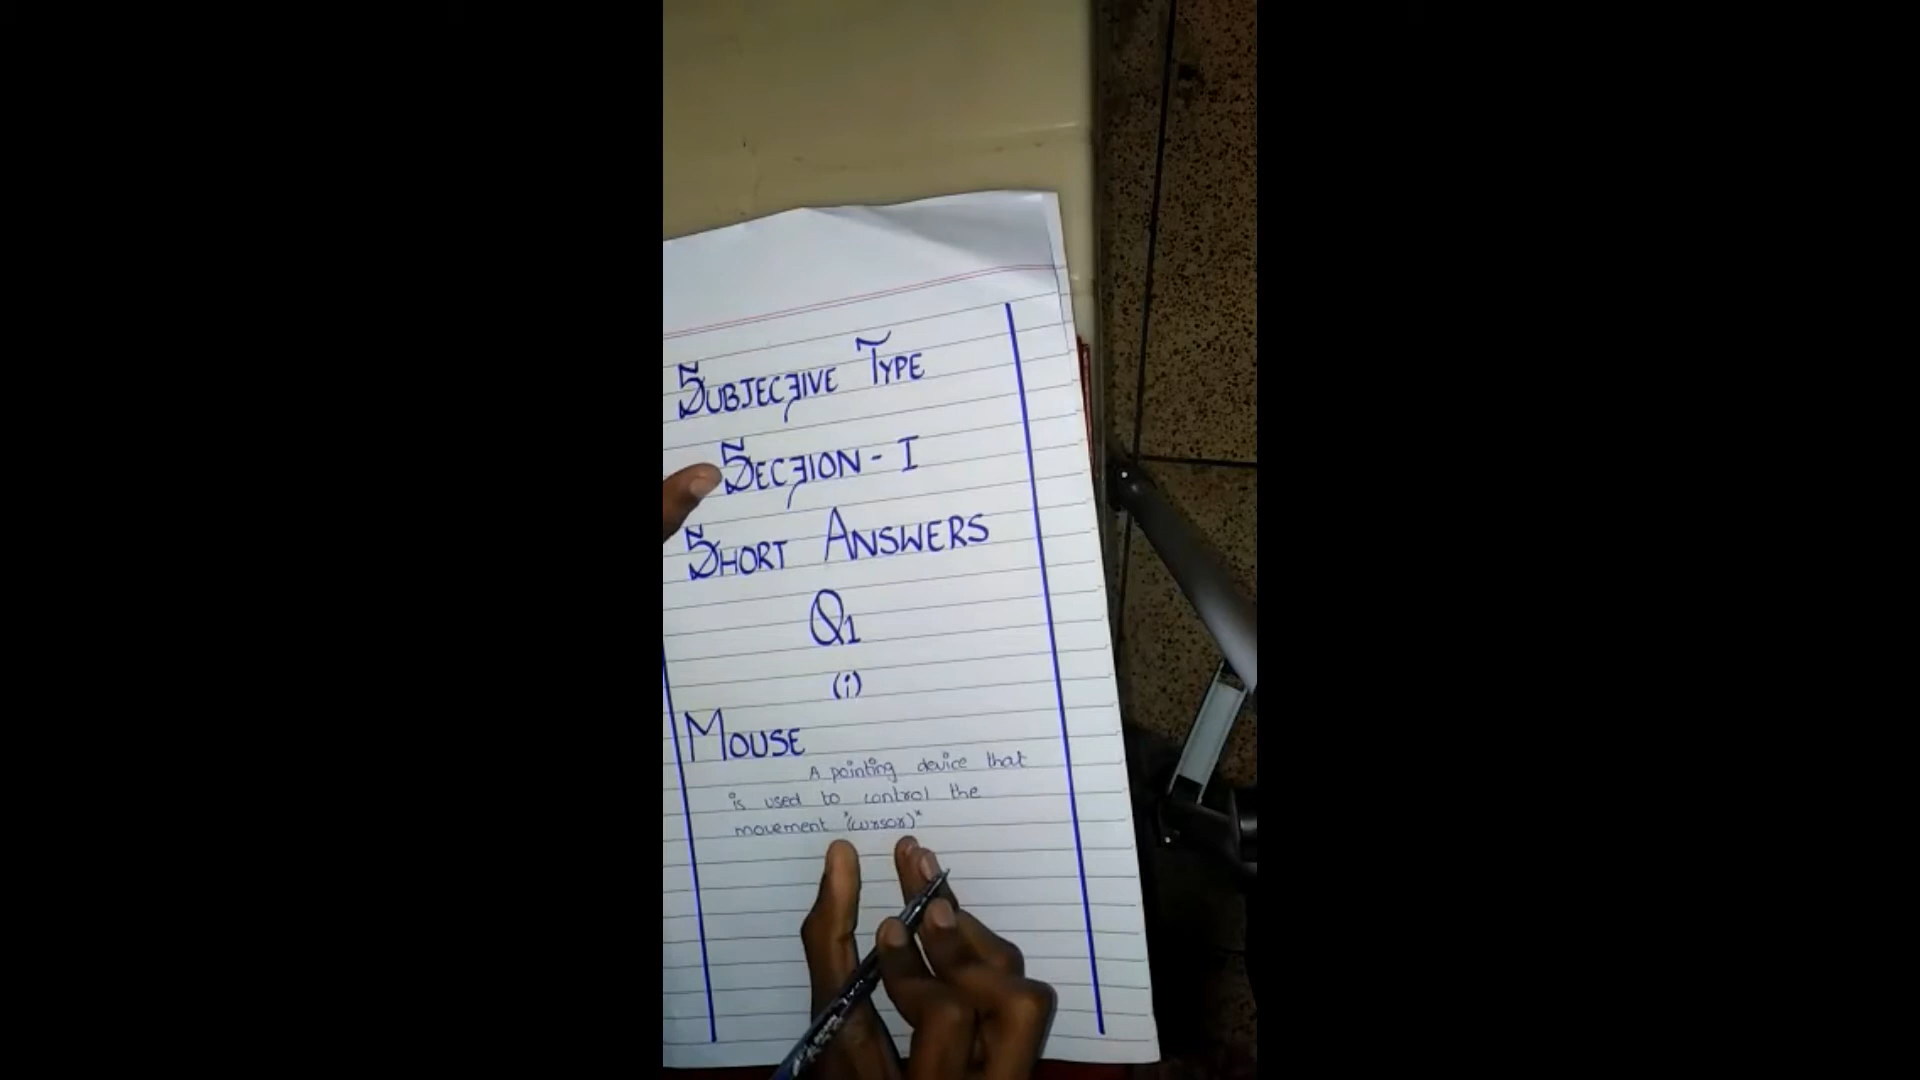 SUBJECTIVE TYPE
SECTION - I
SHORT ANSWERS
Q1
(i)
MOUSE
A pointing device that
is used to control the
movement "(cursor)"